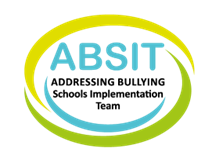 ABSIT
ADDRESSING BULLYING
Schools Implementation
Team